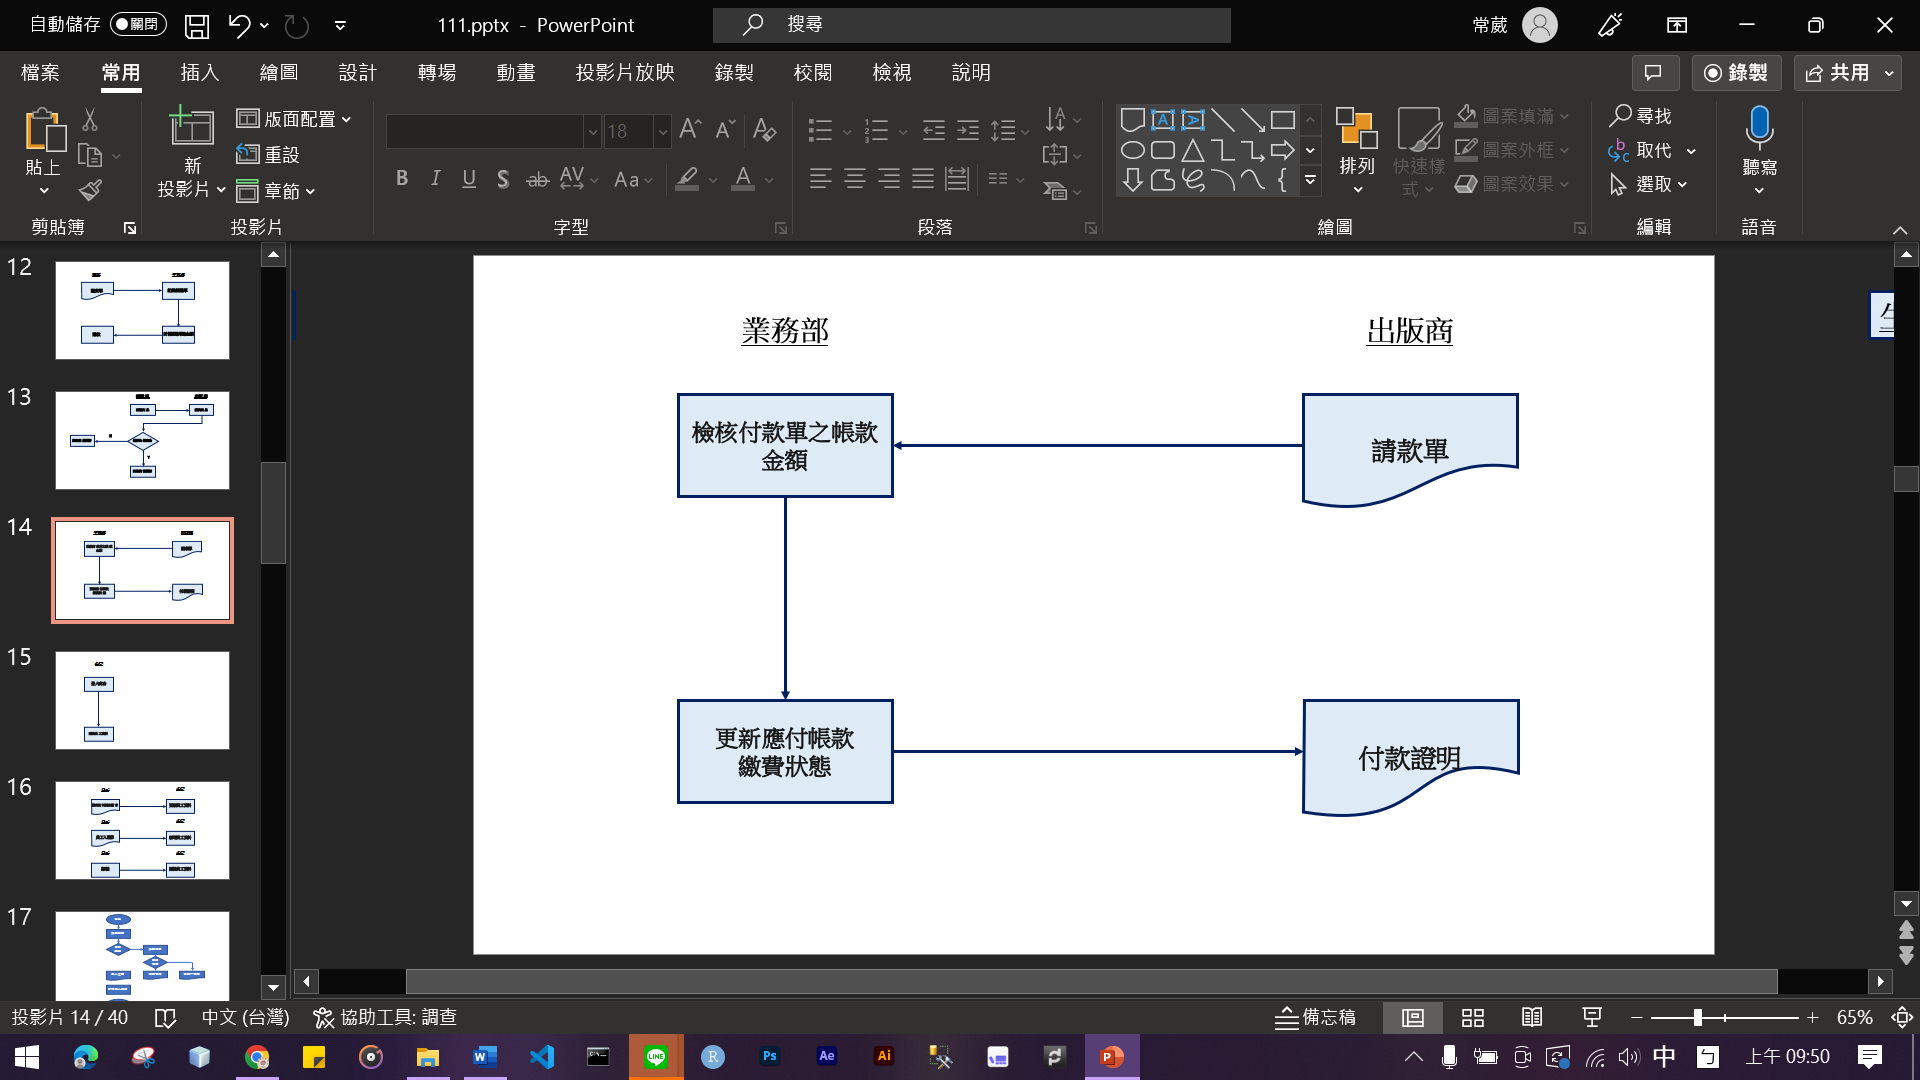 自動儲存 關閉
111.pptx - PowerPoint
搜尋
常葳
檔案 常用 插入 繪圖 設計 轉場 動畫 投影片放映 錄製 校閱 檢視 說明
錄製 共用
貼上
新
投影片
版面配置
重設
章節
18
B I U S ab AV Aa A
排列
快速樣
式
圖案填滿
圖案外框
圖案效果
尋找
取代
選取
聽寫
剪貼簿 投影片 字型 段落 繪圖 編輯 語音
12
13
14
15
16
17
業務部 出版商
檢核付款單之帳款
金額
請款單
更新應付帳款
繳費狀態
付款證明
投影片 14 / 40 中文 (台灣) 協助工具: 調查
備忘稿 65%
LINE R Ps Ae Ai
中 ㄅ 上午 09:50